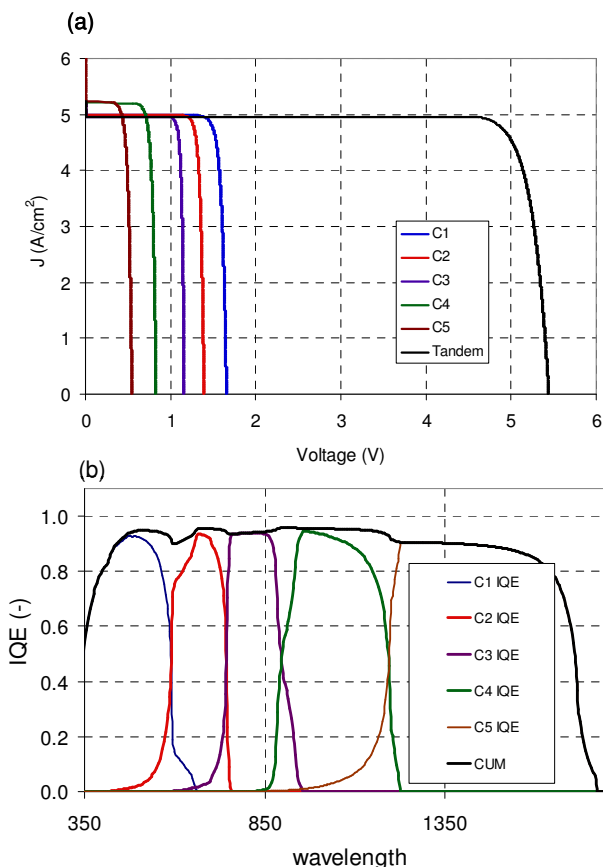 (a)
6
5
4
3
2
1
0
J (A/cm²)
C1
C2
C3
C4
C5
Tandem
0 1 2 3 4 5 6
Voltage (V)
(b)
1.0
0.8
0.6
0.4
0.2
0.0
IQE (-)
C1 IQE
C2 IQE
C3 IQE
C4 IQE
C5 IQE
CUM
350 850 1350
wavelength